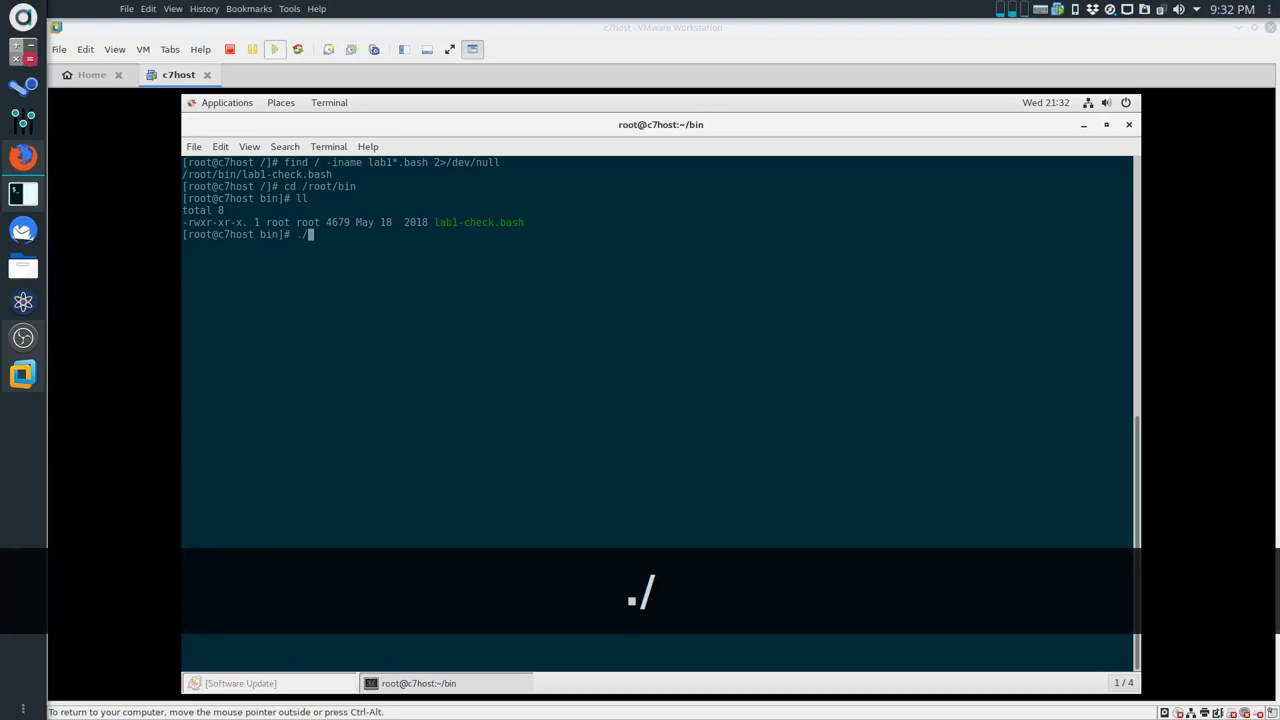 File Edit View History Bookmarks Tools Help
9:32 PM
c7host - VMware Workstation
File Edit View VM Tabs Help
Home
c7host
Applications Places Terminal
Wed 21:32
root@c7host:~/bin
File Edit View Search Terminal Help
[root@c7host /]# find / -iname lab1*.bash 2>/dev/null
/root/bin/lab1-check.bash
[root@c7host /]# cd /root/bin
[root@c7host bin]# ll
total 8
-rwxr-xr-x. 1 root root 4679 May 18  2018 lab1-check.bash
[root@c7host bin]# ./
./
[Software Update]
root@c7host:~/bin
1 / 4
To return to your computer, move the mouse pointer outside or press Ctrl-Alt.